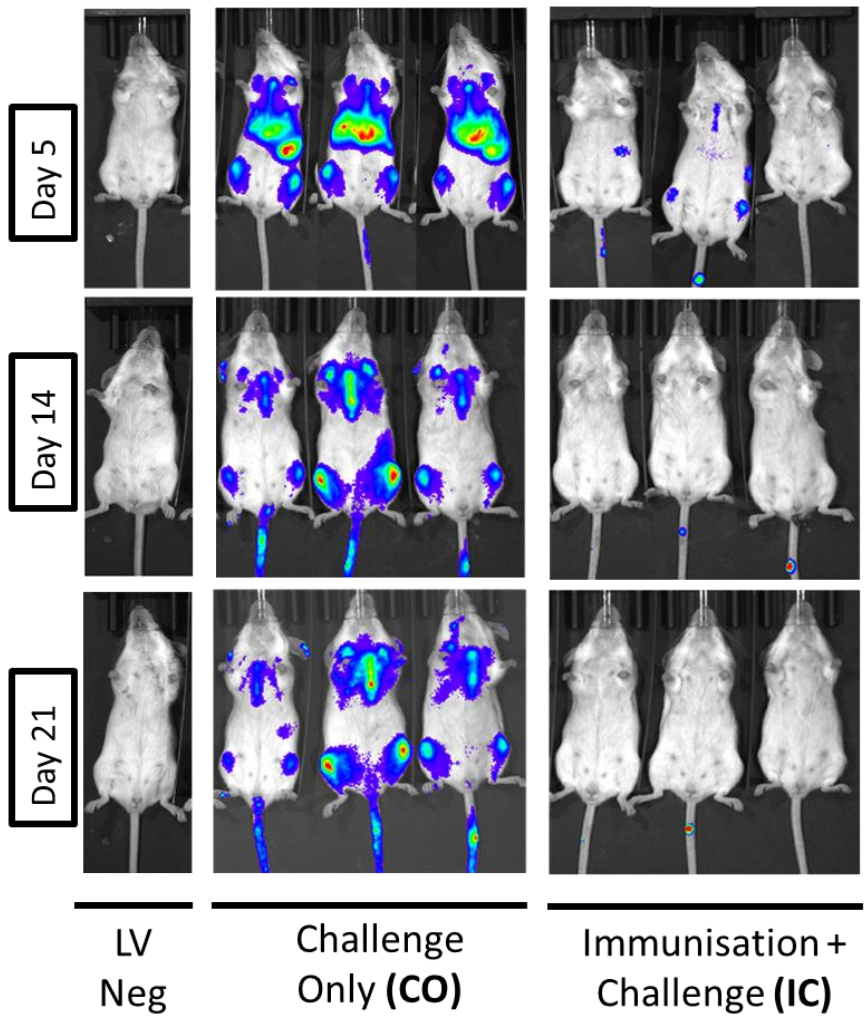 Day 5
Day 14
Day 21
LV
Neg
Challenge
Only (CO)
Immunisation +
Challenge (IC)